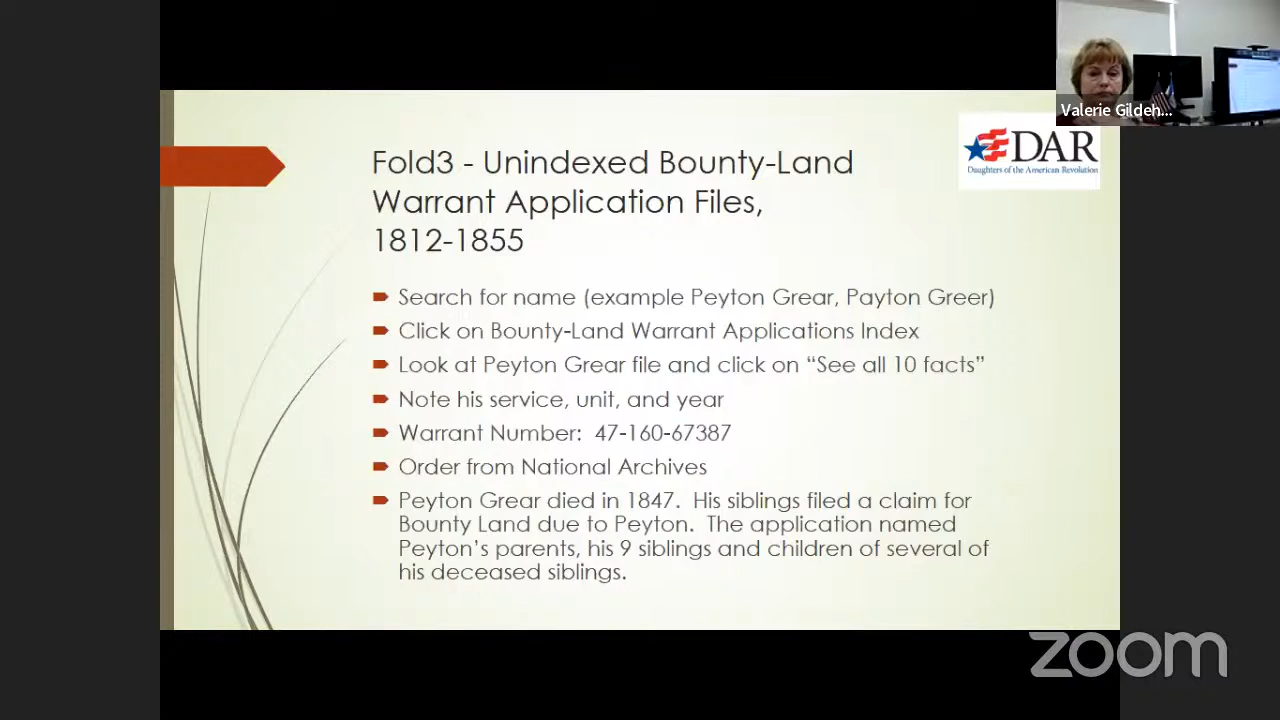 Valerie Gildeh...
DAR
Daughters of the American Revolution
Fold3 - Unindexed Bounty-Land
Warrant Application Files,
1812-1855
Search for name (example Peyton Grear, Payton Greer)
Click on Bounty-Land Warrant Applications Index
Look at Peyton Grear file and click on “See all 10 facts”
Note his service, unit, and year
Warrant Number:  47-160-67387
Order from National Archives
Peyton Grear died in 1847.  His siblings filed a claim for
Bounty Land due to Peyton.  The application named
Peyton’s parents, his 9 siblings and children of several of
his deceased siblings.
zoom